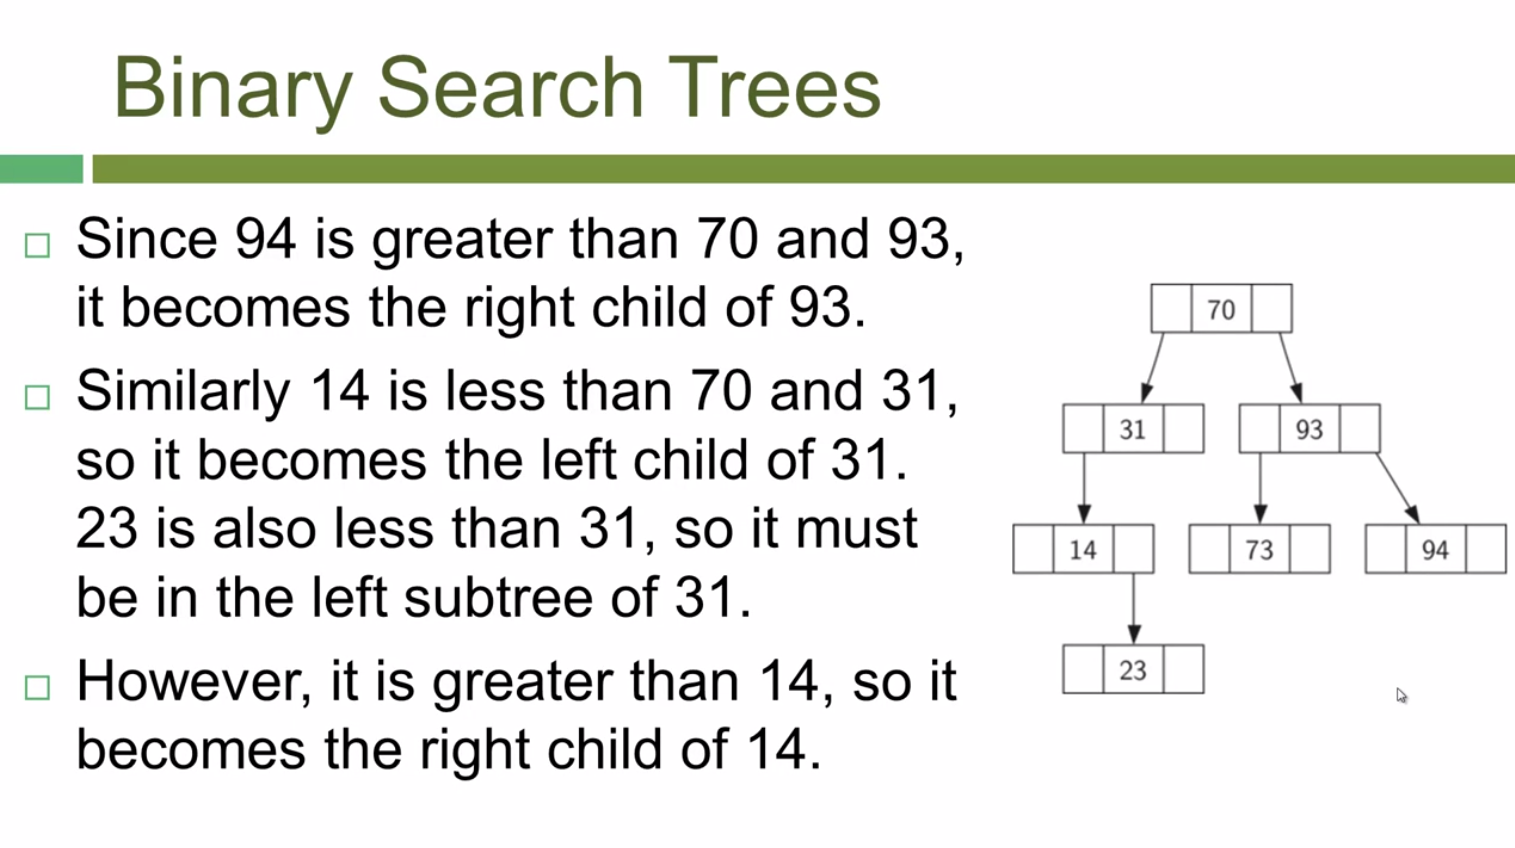 Binary Search Trees
Since 94 is greater than 70 and 93,
it becomes the right child of 93.
Similarly 14 is less than 70 and 31,
so it becomes the left child of 31.
23 is also less than 31, so it must
be in the left subtree of 31.
However, it is greater than 14, so it
becomes the right child of 14.
70
31 93
14 73 94
23